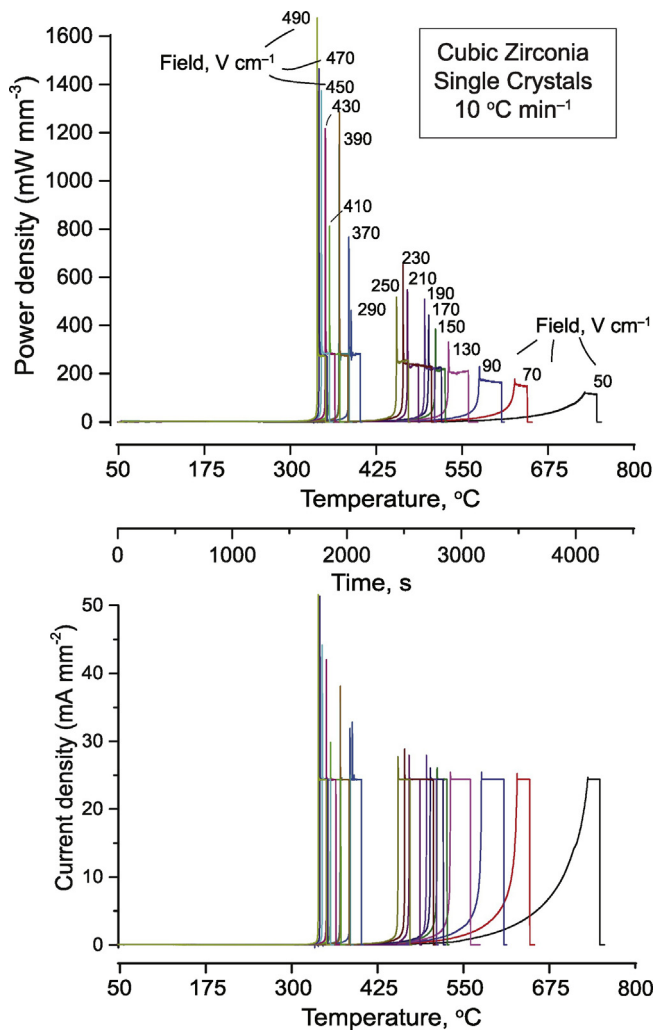 490
470
Field, V cm⁻¹
450
430
390
410
370
290
Cubic Zirconia
Single Crystals
10 ºC min⁻¹
230
250
210
190
170
150
130
90
70
50
Field, V cm⁻¹
Power density (mW mm⁻³)
1600
1400
1200
1000
800
600
400
200
0
50 175 300 425 550 675 800
Temperature, ºC
0 1000 2000 3000 4000
Time, s
Current density (mA mm⁻²)
50
40
30
20
10
0
50 175 300 425 550 675 800
Temperature, ºC